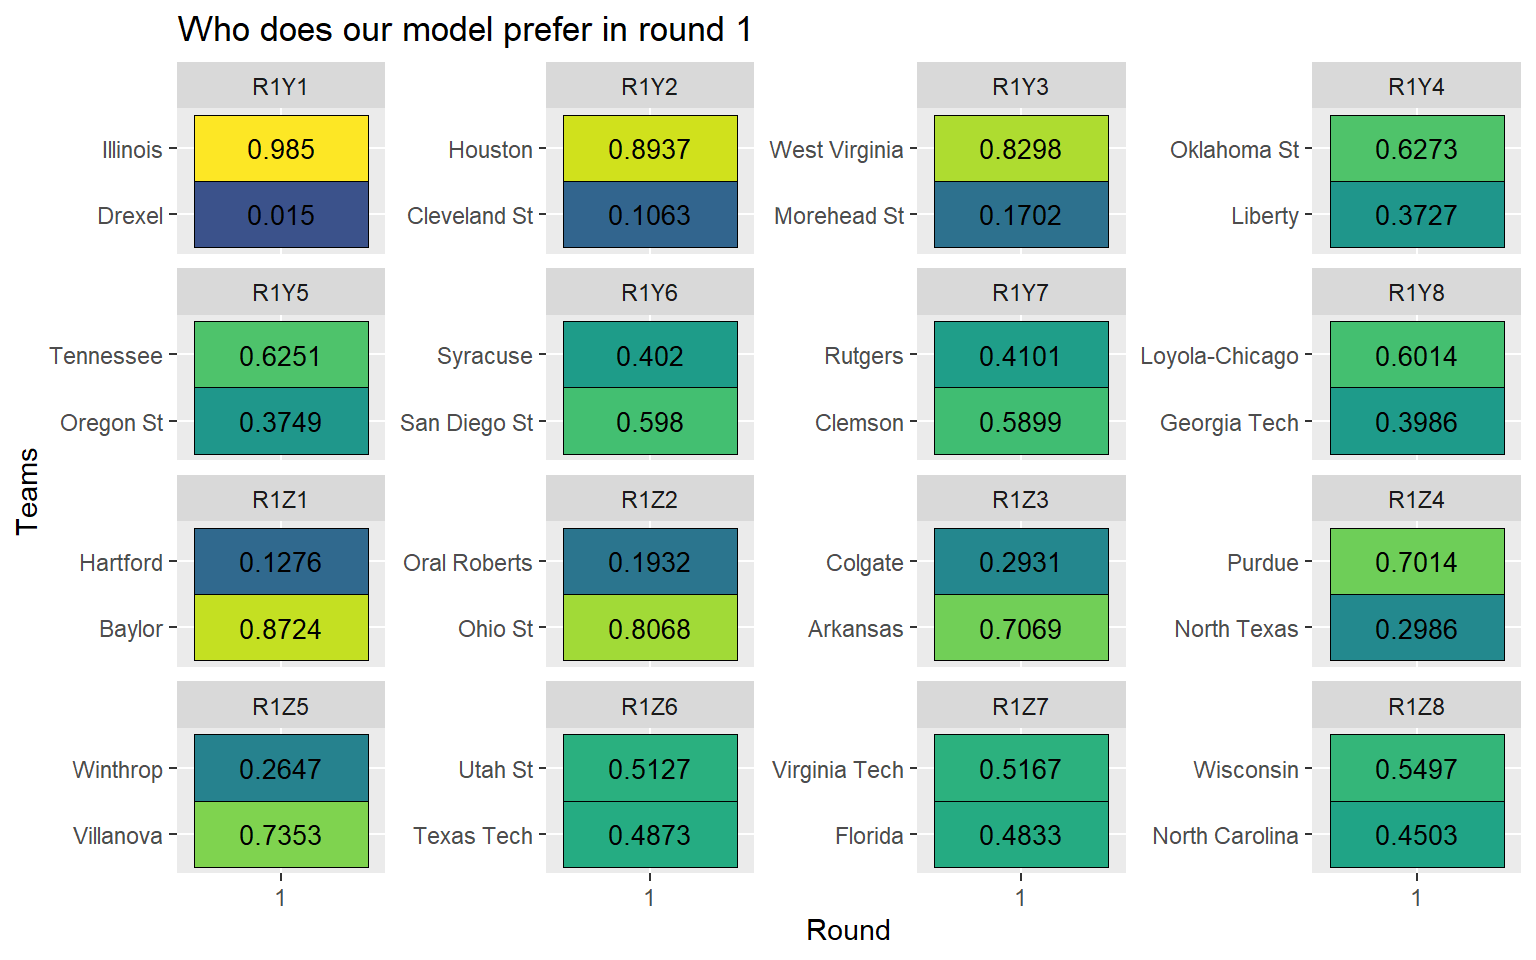 Who does our model prefer in round 1
R1Y1
R1Y2
R1Y3
R1Y4
Illinois 0.985
Drexel 0.015
Houston 0.8937
Cleveland St 0.1063
West Virginia 0.8298
Morehead St 0.1702
Oklahoma St 0.6273
Liberty 0.3727
R1Y5
R1Y6
R1Y7
R1Y8
Tennessee 0.6251
Oregon St 0.3749
Syracuse 0.402
San Diego St 0.598
Rutgers 0.4101
Clemson 0.5899
Loyola-Chicago 0.6014
Georgia Tech 0.3986
R1Z1
R1Z2
R1Z3
R1Z4
Hartford 0.1276
Baylor 0.8724
Oral Roberts 0.1932
Ohio St 0.8068
Colgate 0.2931
Arkansas 0.7069
Purdue 0.7014
North Texas 0.2986
R1Z5
R1Z6
R1Z7
R1Z8
Winthrop 0.2647
Villanova 0.7353
Utah St 0.5127
Texas Tech 0.4873
Virginia Tech 0.5167
Florida 0.4833
Wisconsin 0.5497
North Carolina 0.4503
1
1
1
1
Teams
Round